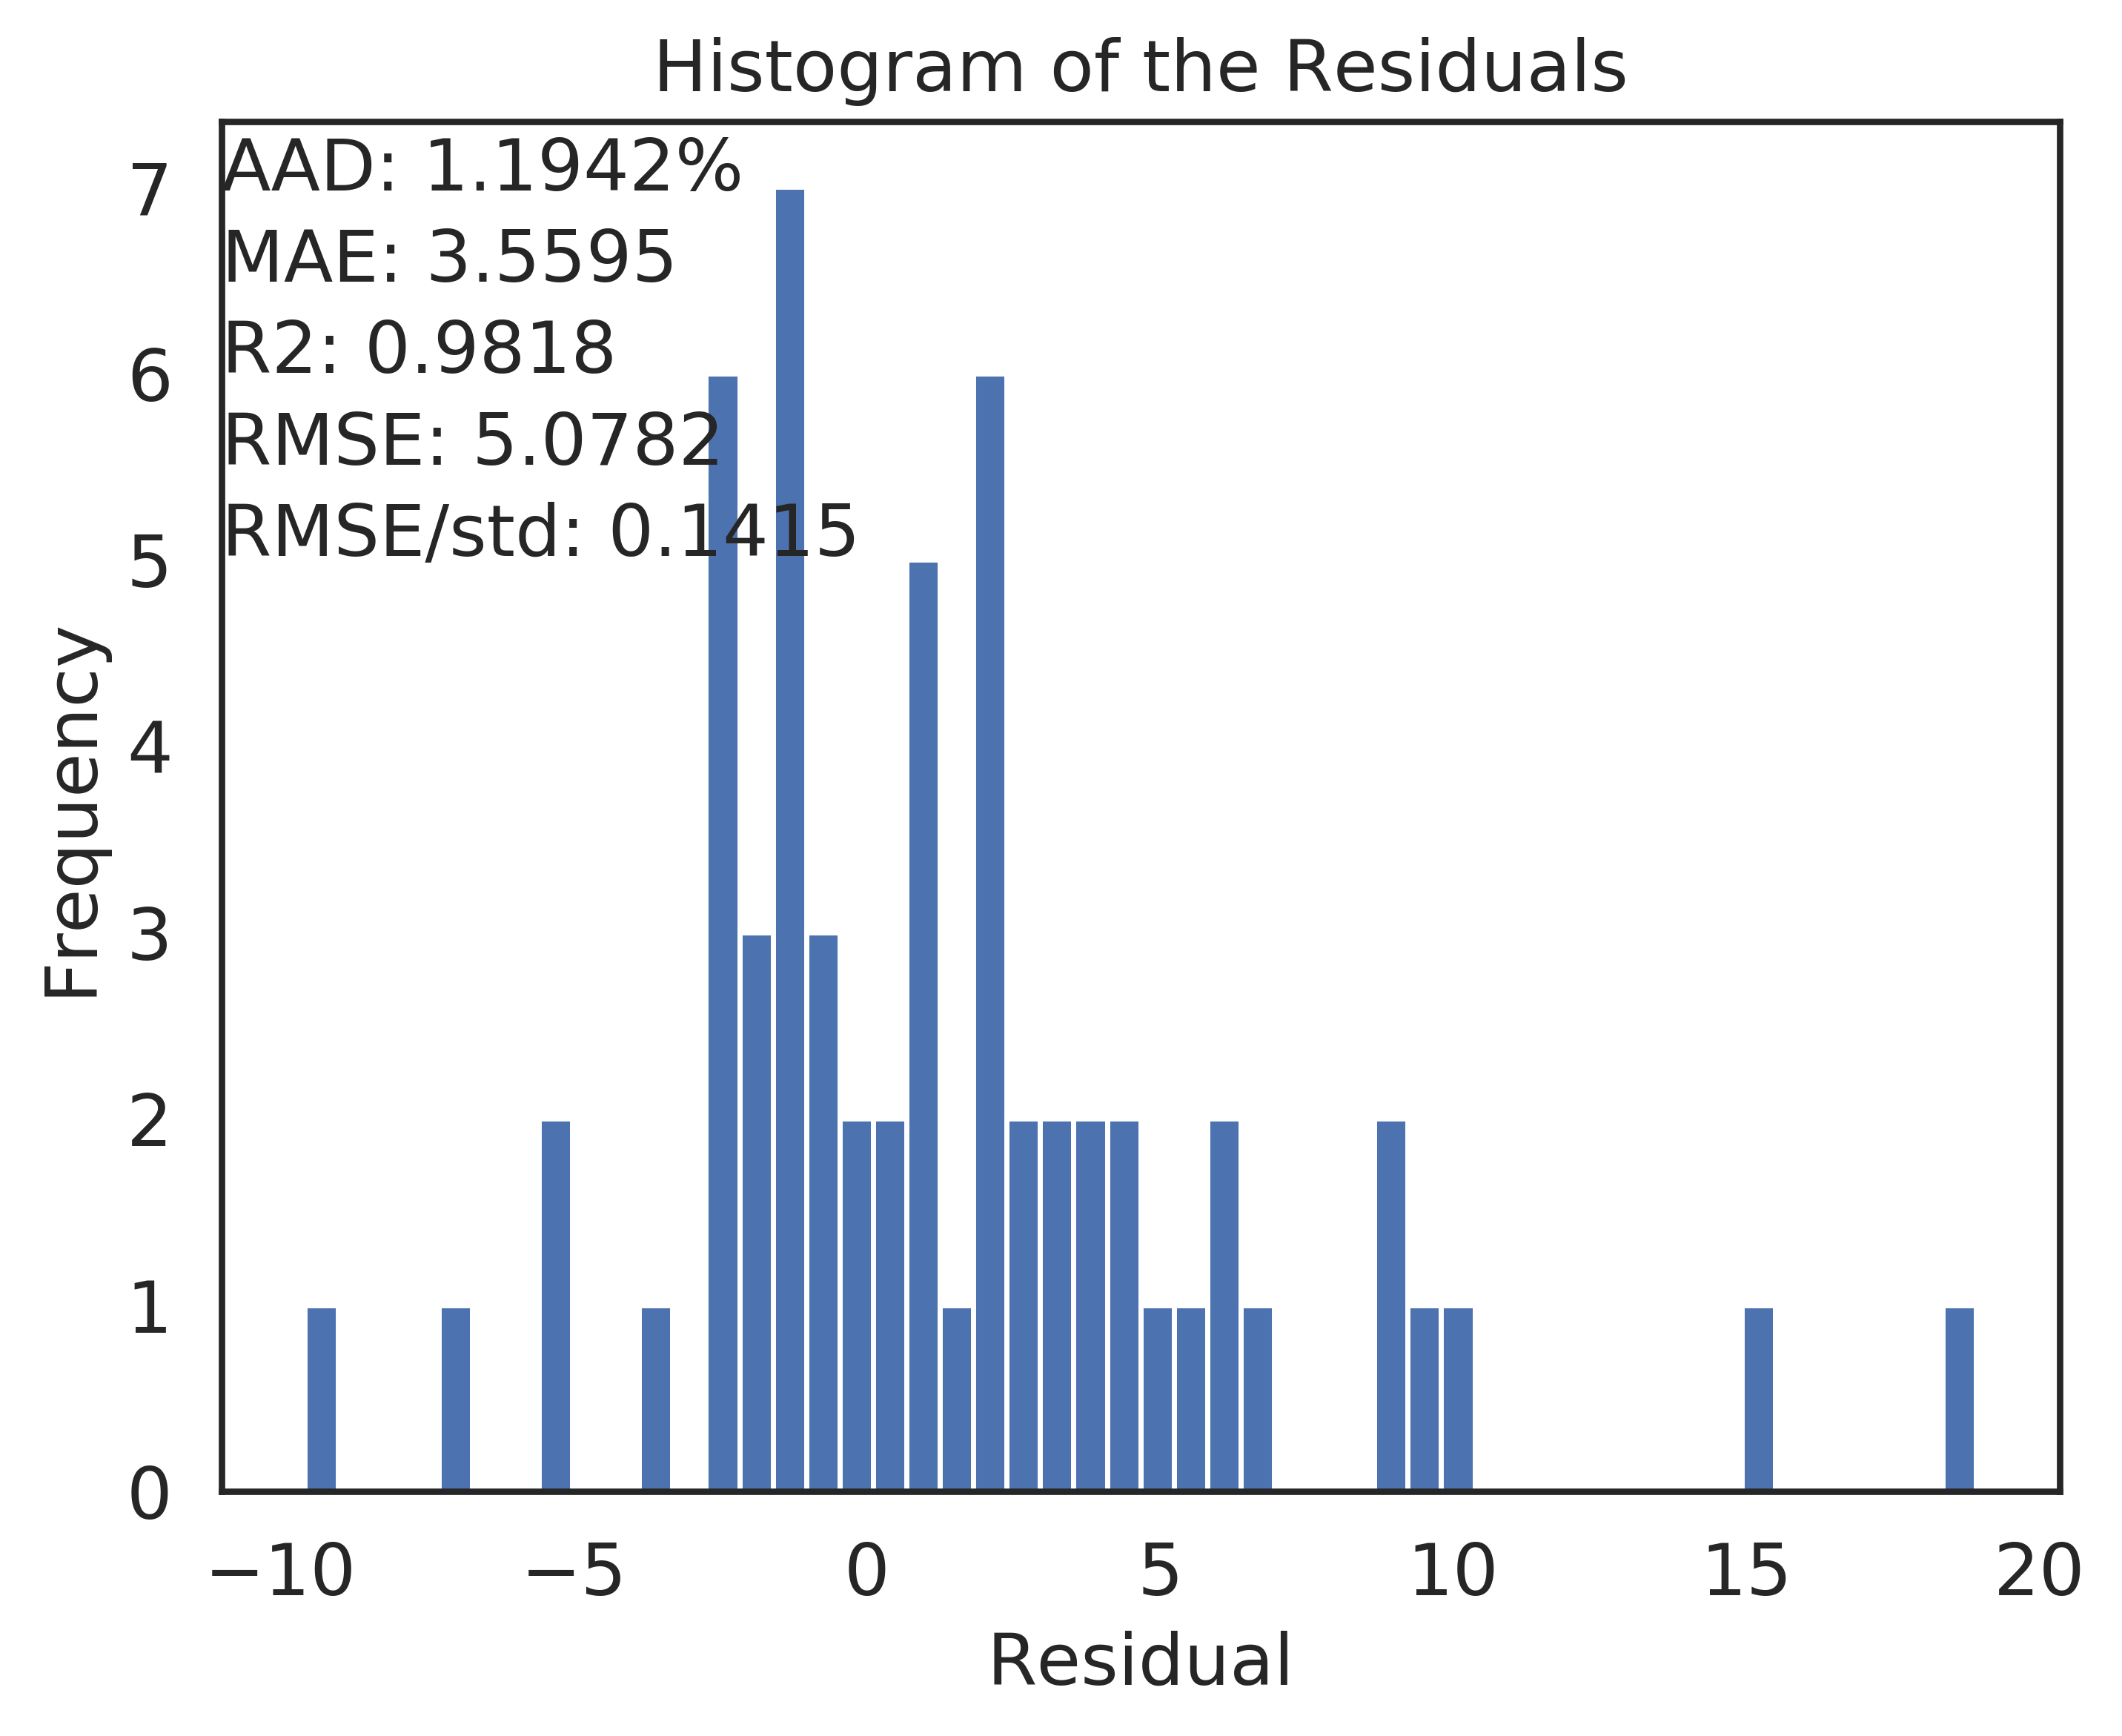 Histogram of the Residuals
AAD: 1.1942%
MAE: 3.5595
R2: 0.9818
RMSE: 5.0782
RMSE/std: 0.1415
7
6
5
4
3
2
1
0
Frequency
−10 −5 0 5 10 15 20
Residual